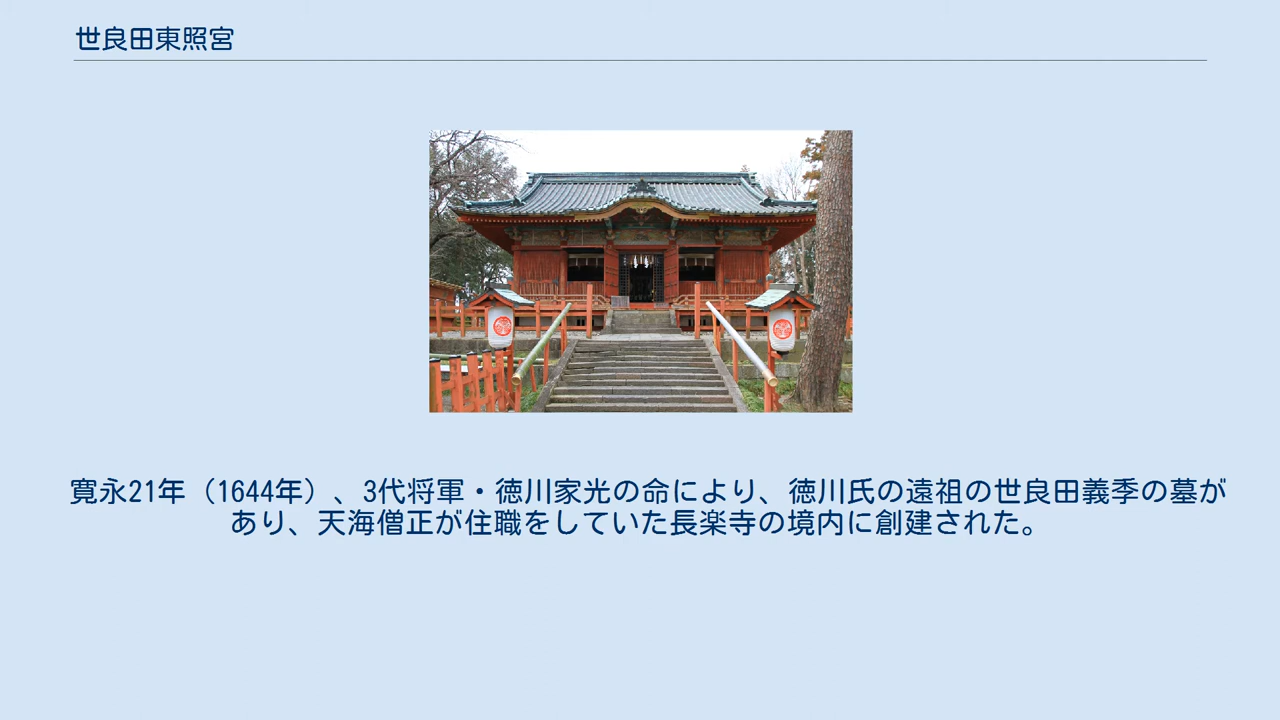 世良田東照宮
寛永21年（1644年）、3代将軍・徳川家光の命により、徳川氏の遠祖の世良田義季の墓が
あり、天海僧正が住職をしていた長楽寺の境内に創建された。